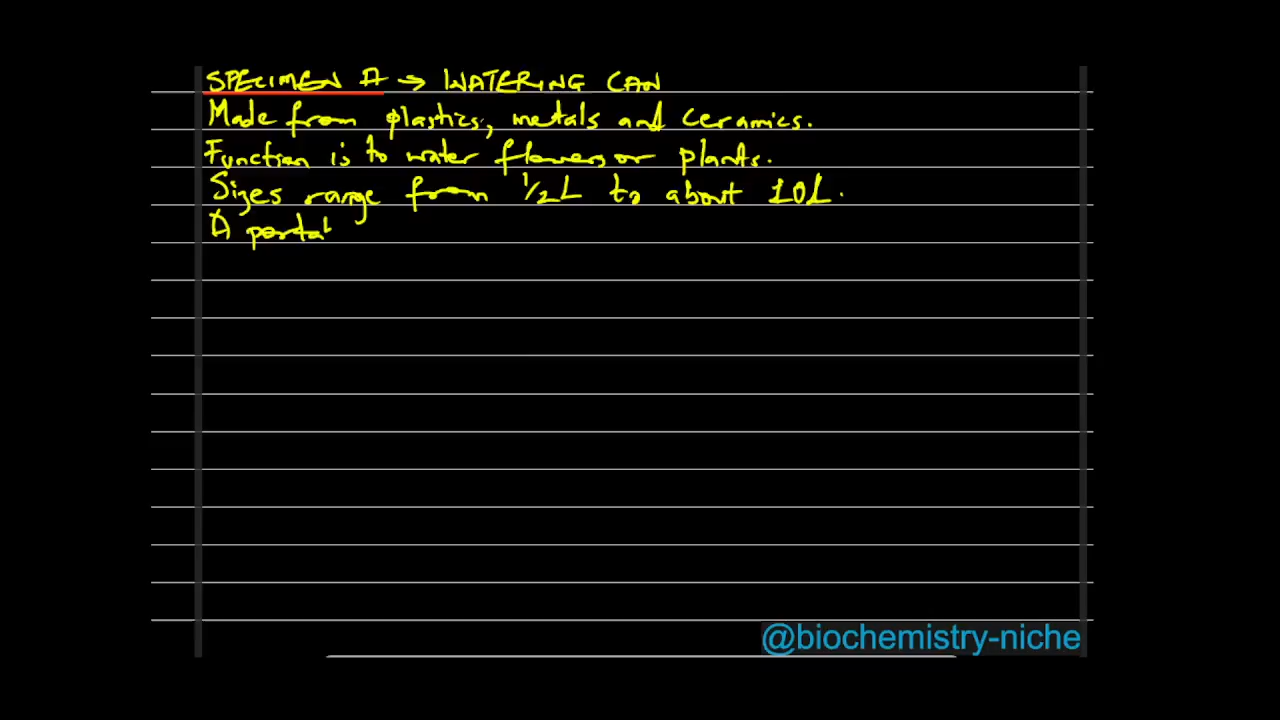 SPECIMEN A → WATERING CAN
Made from plastics, metals and ceramics.
Function is to water flowers or plants.
Sizes range from 1/2L to about 10L.
A portal
@biochemistry-niche